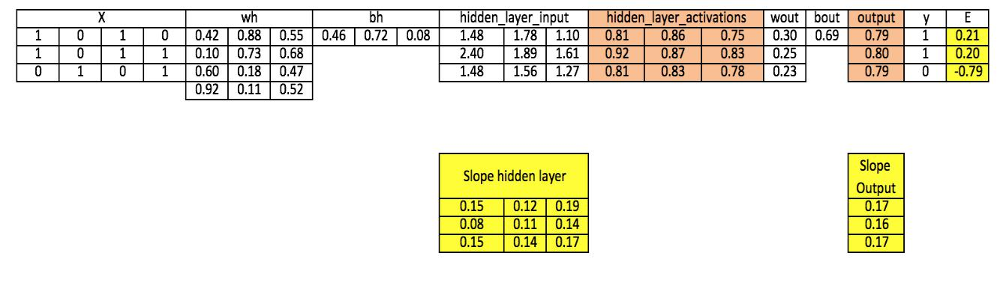 X wh bh hidden_layer_input hidden_layer_activations wout bout output y E
1 0 1 0 0.42 0.88 0.55 0.46 0.72 0.08 1.48 1.78 1.10 0.81 0.86 0.75 0.30 0.69 0.79 1 0.21
1 0 1 1 0.10 0.73 0.68 2.40 1.89 1.61 0.92 0.87 0.83 0.25 0.80 1 0.20
0 1 0 1 0.60 0.18 0.47 1.48 1.56 1.27 0.81 0.83 0.78 0.23 0.79 0 -0.79
0.92 0.11 0.52
Slope hidden layer
Slope
Output
0.15 0.12 0.19 0.17
0.08 0.11 0.14 0.16
0.15 0.14 0.17 0.17